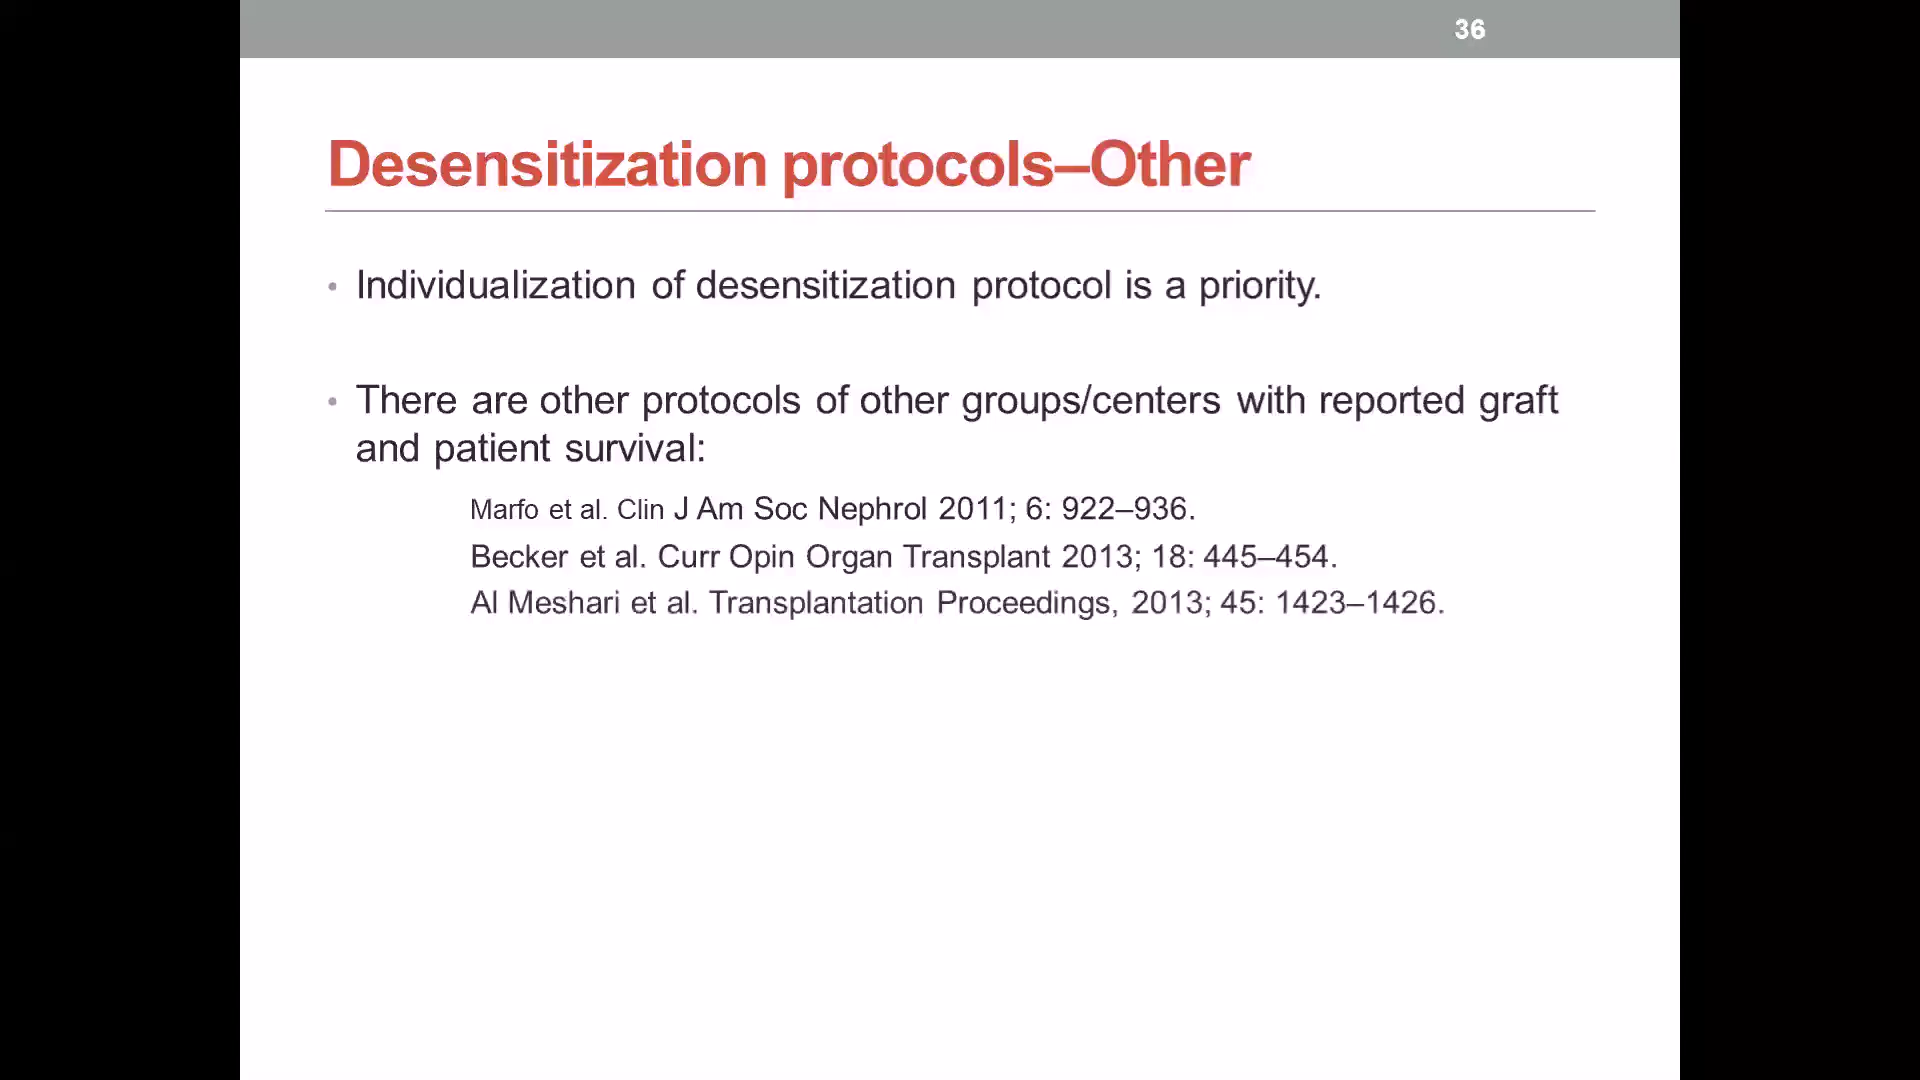 36
Desensitization protocols–Other
• Individualization of desensitization protocol is a priority.
• There are other protocols of other groups/centers with reported graft
and patient survival:
Marfo et al. Clin J Am Soc Nephrol 2011; 6: 922–936.
Becker et al. Curr Opin Organ Transplant 2013; 18: 445–454.
Al Meshari et al. Transplantation Proceedings, 2013; 45: 1423–1426.